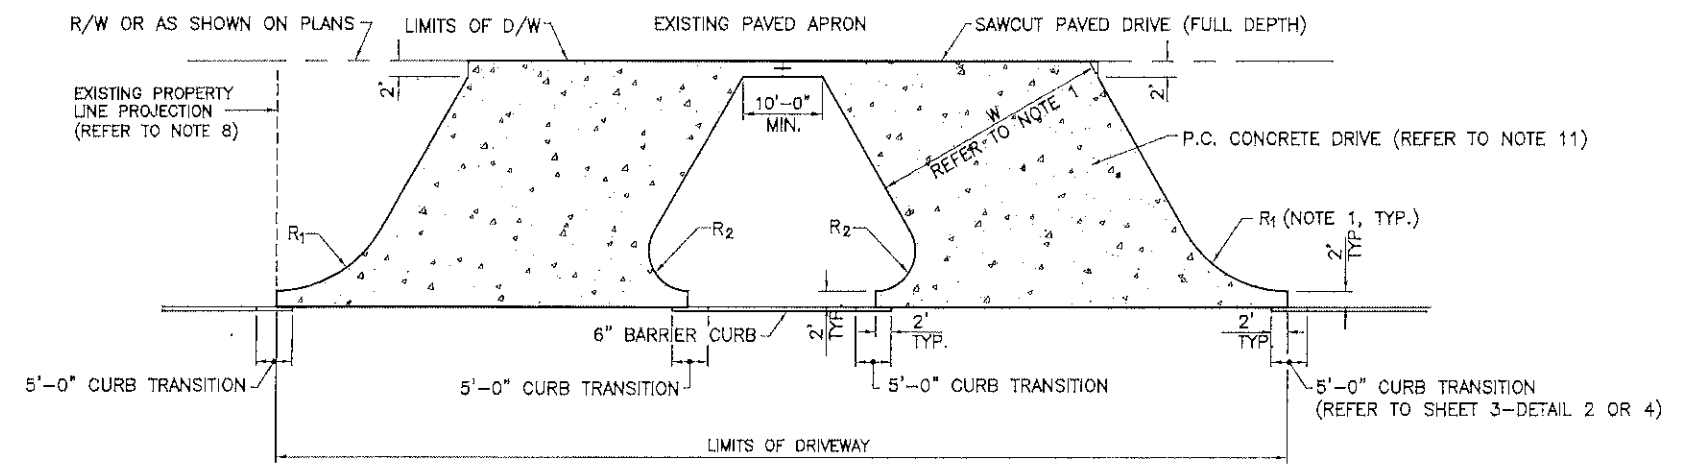 R/W OR AS SHOWN ON PLANS
LIMITS OF D/W
EXISTING PAVED APRON
SAWCUT PAVED DRIVE (FULL DEPTH)
2'
2'
EXISTING PROPERTY
LINE PROJECTION
(REFER TO NOTE 8)
10'-0"
MIN.
W
REFER TO NOTE 1
P.C. CONCRETE DRIVE (REFER TO NOTE 11)
R1
R2
R2
R1 (NOTE 1, TYP.)
2'
TYP.
6" BARRIER CURB
2'
TYP.
2'
TYP.
2'
TYP.
5'-0" CURB TRANSITION
5'-0" CURB TRANSITION
5'-0" CURB TRANSITION
5'-0" CURB TRANSITION
(REFER TO SHEET 3-DETAIL 2 OR 4)
LIMITS OF DRIVEWAY